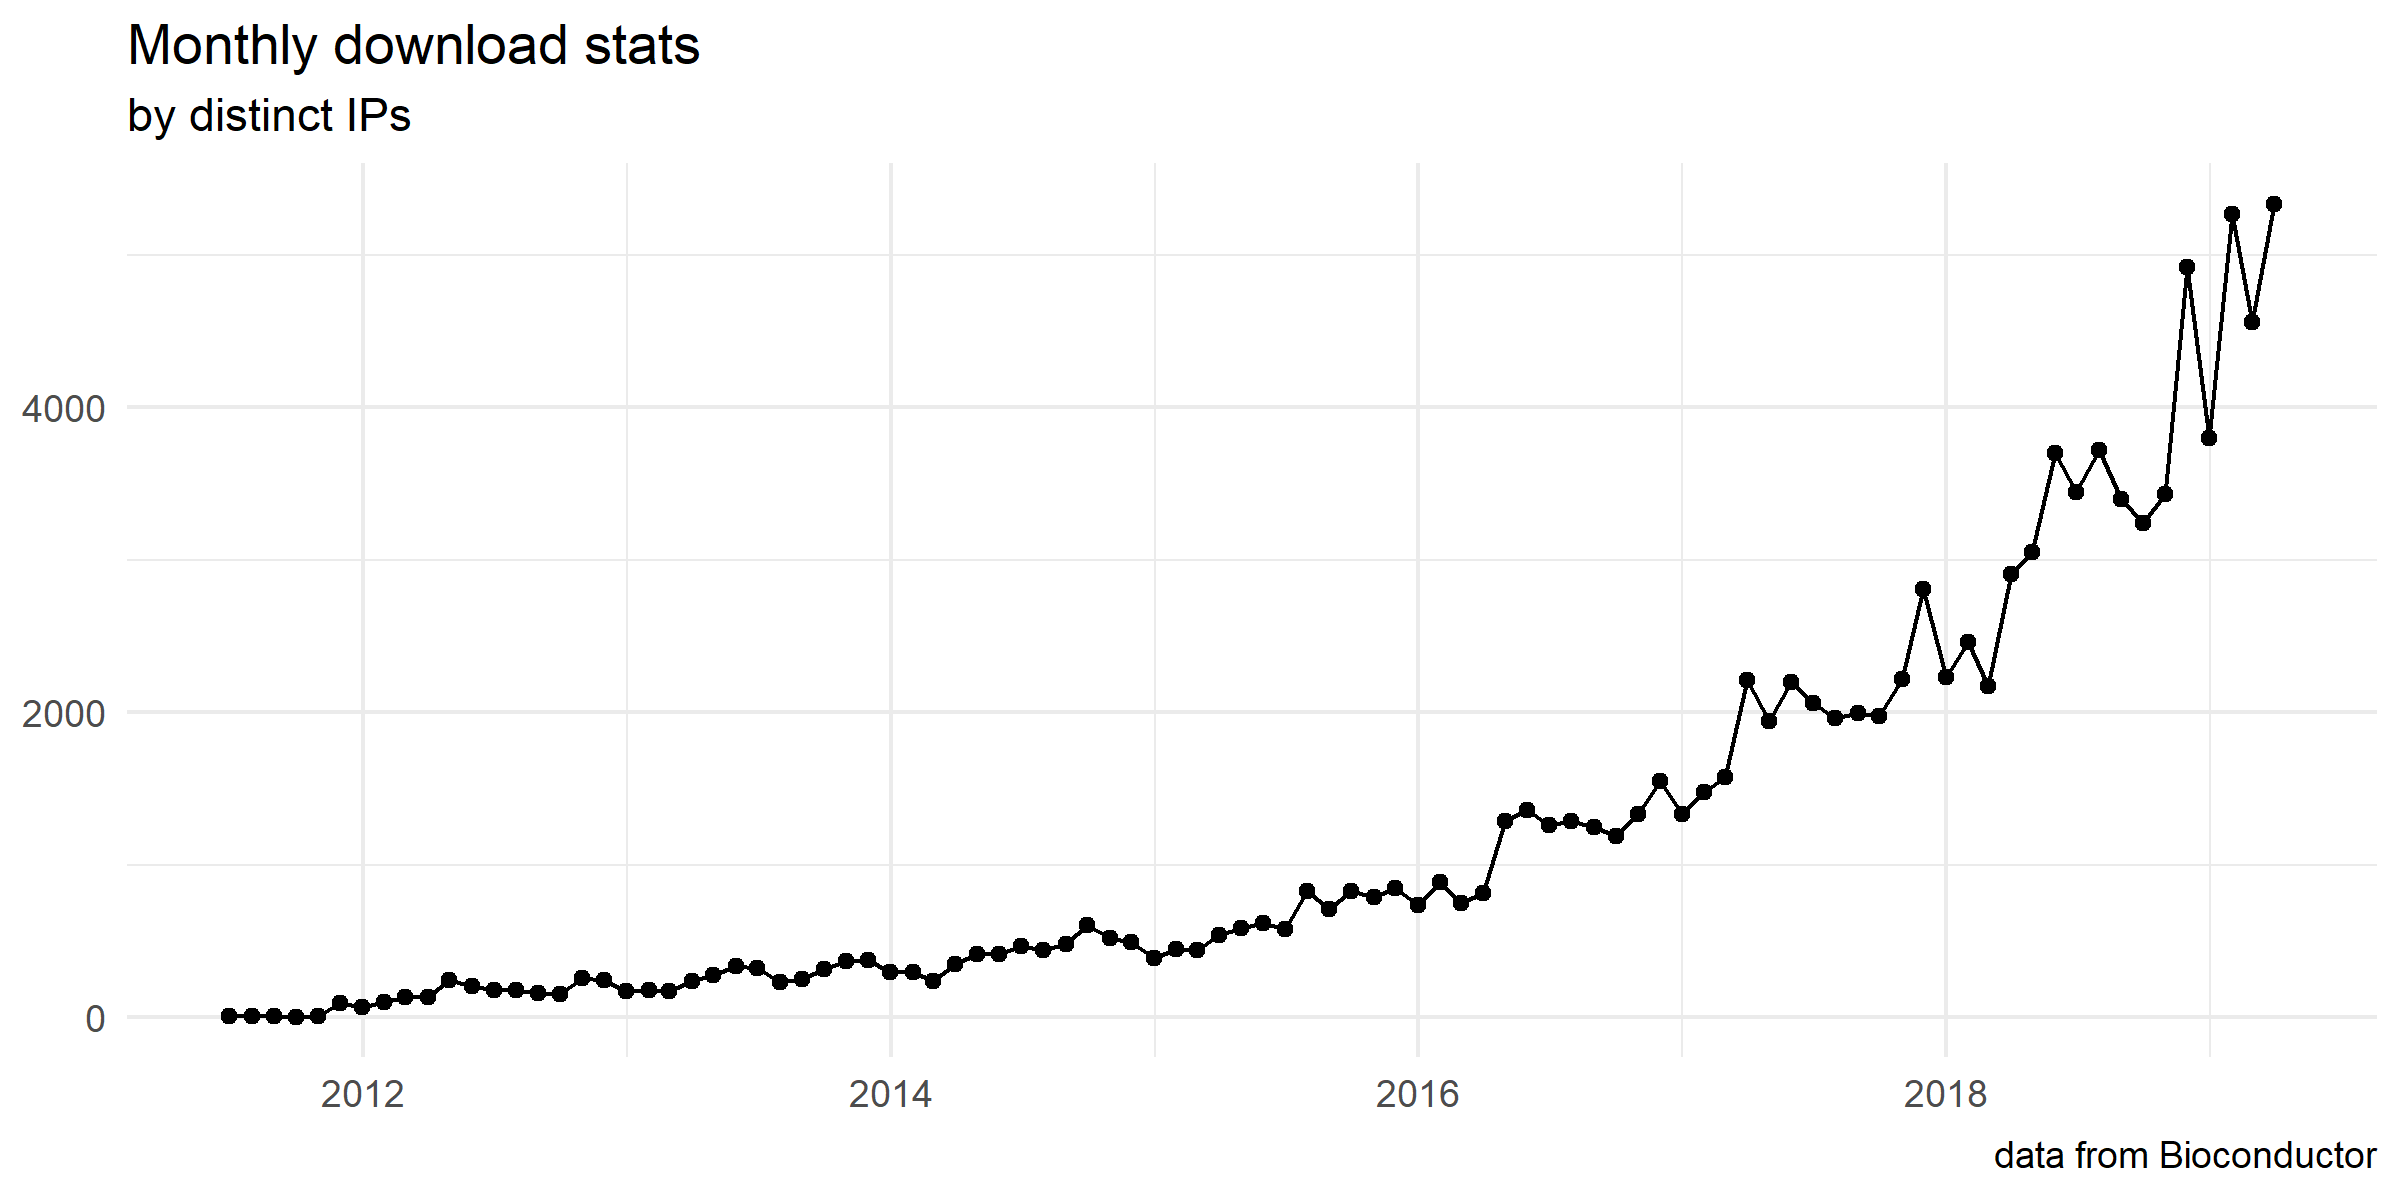 Monthly download stats
by distinct IPs
4000
2000
0
2012
2014
2016
2018
data from Bioconductor